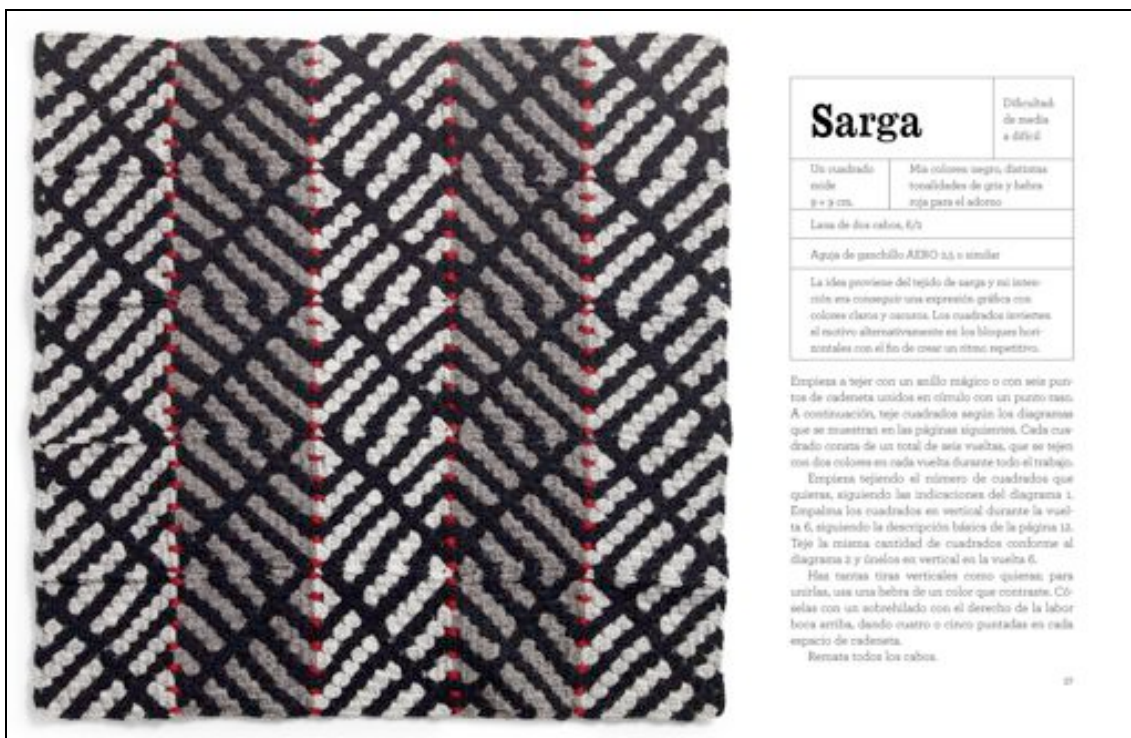 Sarga
Dificultad:
de media
a difícil
Un cuadrado
mide
9 × 9 cm.
Mis colores: negro, distintas
tonalidades de gris y hebra
roja para el adorno
Lana de dos cabos, 6/2
Aguja de ganchillo AERO 2,5 o similar
La idea proviene del tejido de sarga y mi inten-
ción era conseguir una expresión gráfica con
colores claros y oscuros. Los cuadrados invierten
el motivo alternativamente en los bloques hori-
zontales con el fin de crear un ritmo repetitivo.
Empieza a tejer con un anillo mágico o con seis pun-
tos de cadeneta unidos en círculo con un punto raso.
A continuación, teje cuadrados según los diagramas
que se muestran en las páginas siguientes. Cada cua-
drado consta de un total de seis vueltas, que se tejen
con dos colores en cada vuelta durante todo el trabajo.
Empieza tejiendo el número de cuadrados que
quieras, siguiendo las indicaciones del diagrama 1.
Empalma los cuadrados en vertical durante la vuel-
ta 6, siguiendo la descripción básica de la página 12.
Teje la misma cantidad de cuadrados conforme al
diagrama 2 y únelos en vertical en la vuelta 6.
Haz tantas tiras verticales como quieras; para
unirlas, usa una hebra de un color que contraste. Có-
selas con un sobrehilado con el derecho de la labor
boca arriba, dando cuatro o cinco puntadas en cada
espacio de cadeneta.
Remata todos los cabos.